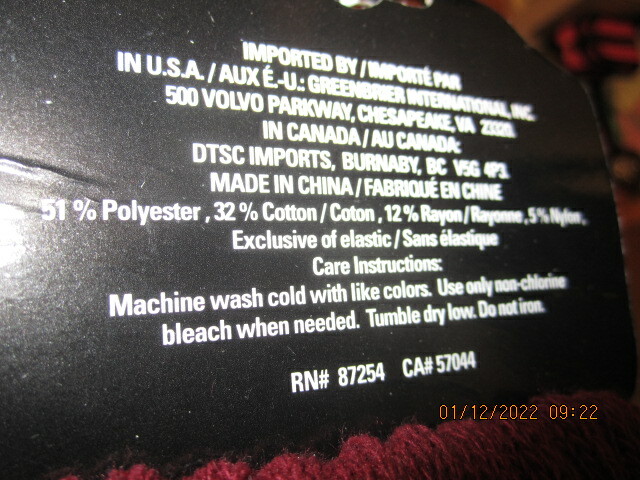 IMPORTED BY / IMPORTÉ PAR
IN U.S.A. / AUX É.-U.: GREENBRIER INTERNATIONAL, INC.
500 VOLVO PARKWAY, CHESAPEAKE, VA 23320.
IN CANADA / AU CANADA:
DTSC IMPORTS, BURNABY, BC V5G 4P3.
MADE IN CHINA / FABRIQUÉ EN CHINE
51 % Polyester , 32 % Cotton / Coton , 12 % Rayon / Rayonne , 5 % Nylon
Exclusive of elastic / Sans élastique
Care Instructions:
Machine wash cold with like colors. Use only non-chlorine
bleach when needed. Tumble dry low. Do not iron.
RN# 87254 CA# 57044
01/12/2022 09:22